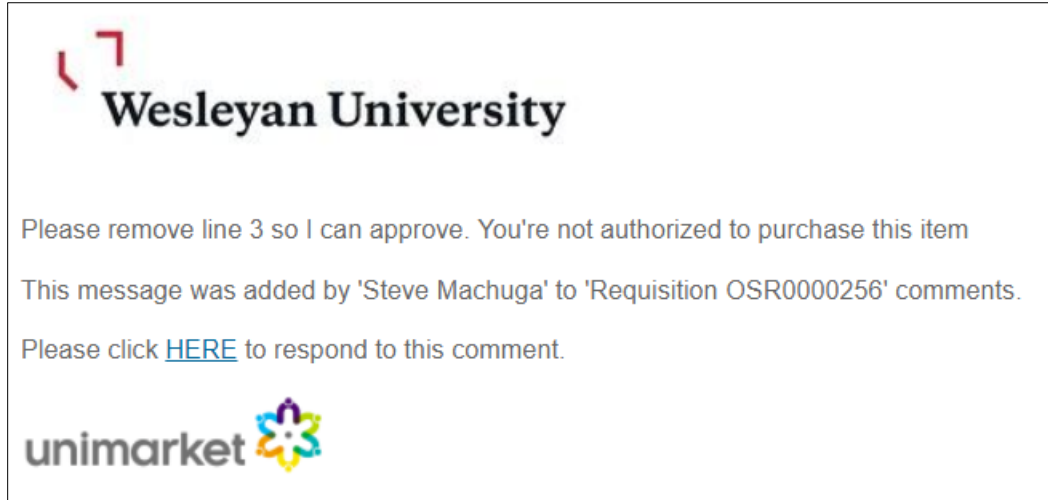 Wesleyan University
Please remove line 3 so I can approve. You're not authorized to purchase this item
This message was added by 'Steve Machuga' to 'Requisition OSR0000256' comments.
Please click HERE to respond to this comment.
unimarket